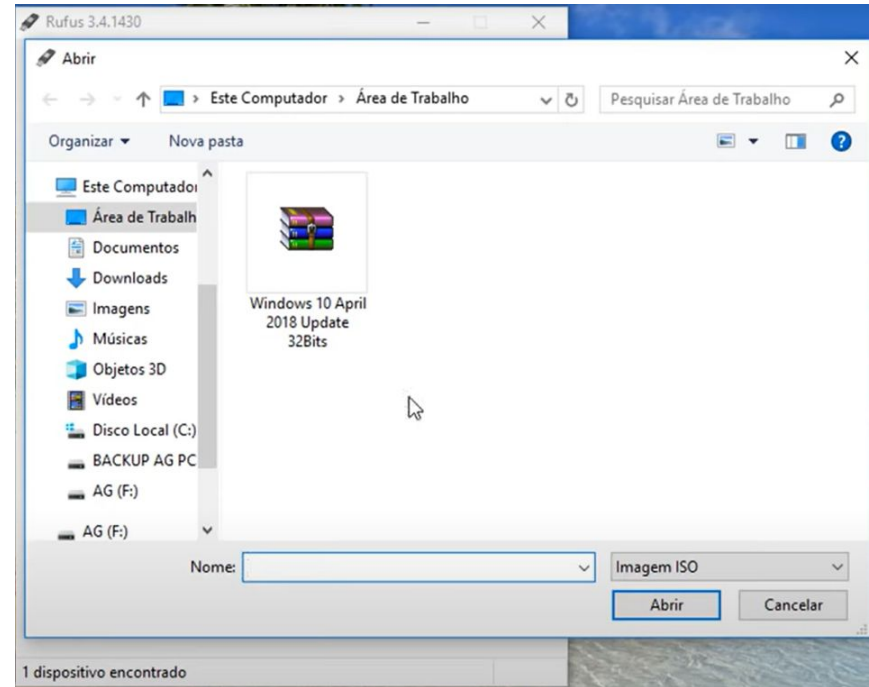 Rufus 3.4.1430
Abrir
Este Computador › Área de Trabalho
Pesquisar Área de Trabalho
Organizar
Nova pasta
Este Computador
Área de Trabalh
Documentos
Downloads
Imagens
Músicas
Objetos 3D
Vídeos
Disco Local (C:)
BACKUP AG PC
AG (F:)
AG (F:)
Windows 10 April
2018 Update
32Bits
Nome:
Imagem ISO
Abrir
Cancelar
1 dispositivo encontrado